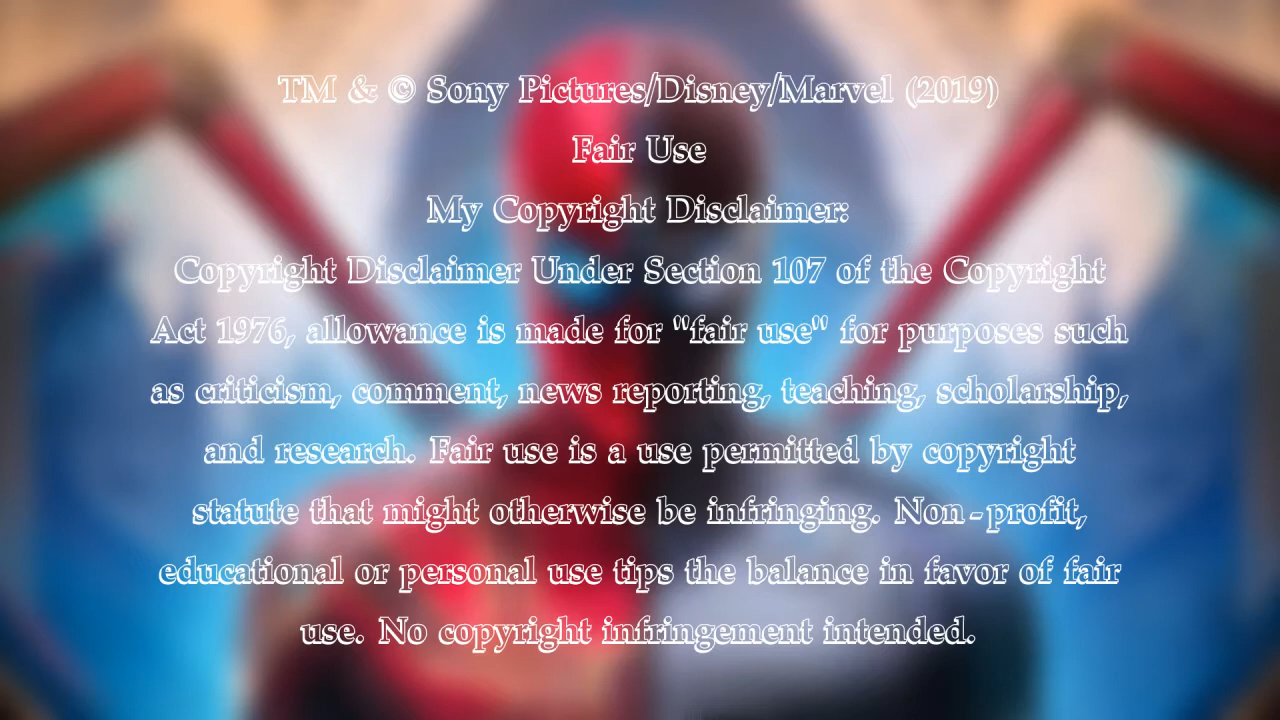 TM & © Sony Pictures/Disney/Marvel (2019)
Fair Use
My Copyright Disclaimer:
Copyright Disclaimer Under Section 107 of the Copyright
Act 1976, allowance is made for "fair use" for purposes such
as criticism, comment, news reporting, teaching, scholarship,
and research. Fair use is a use permitted by copyright
statute that might otherwise be infringing. Non-profit,
educational or personal use tips the balance in favor of fair
use. No copyright infringement intended.